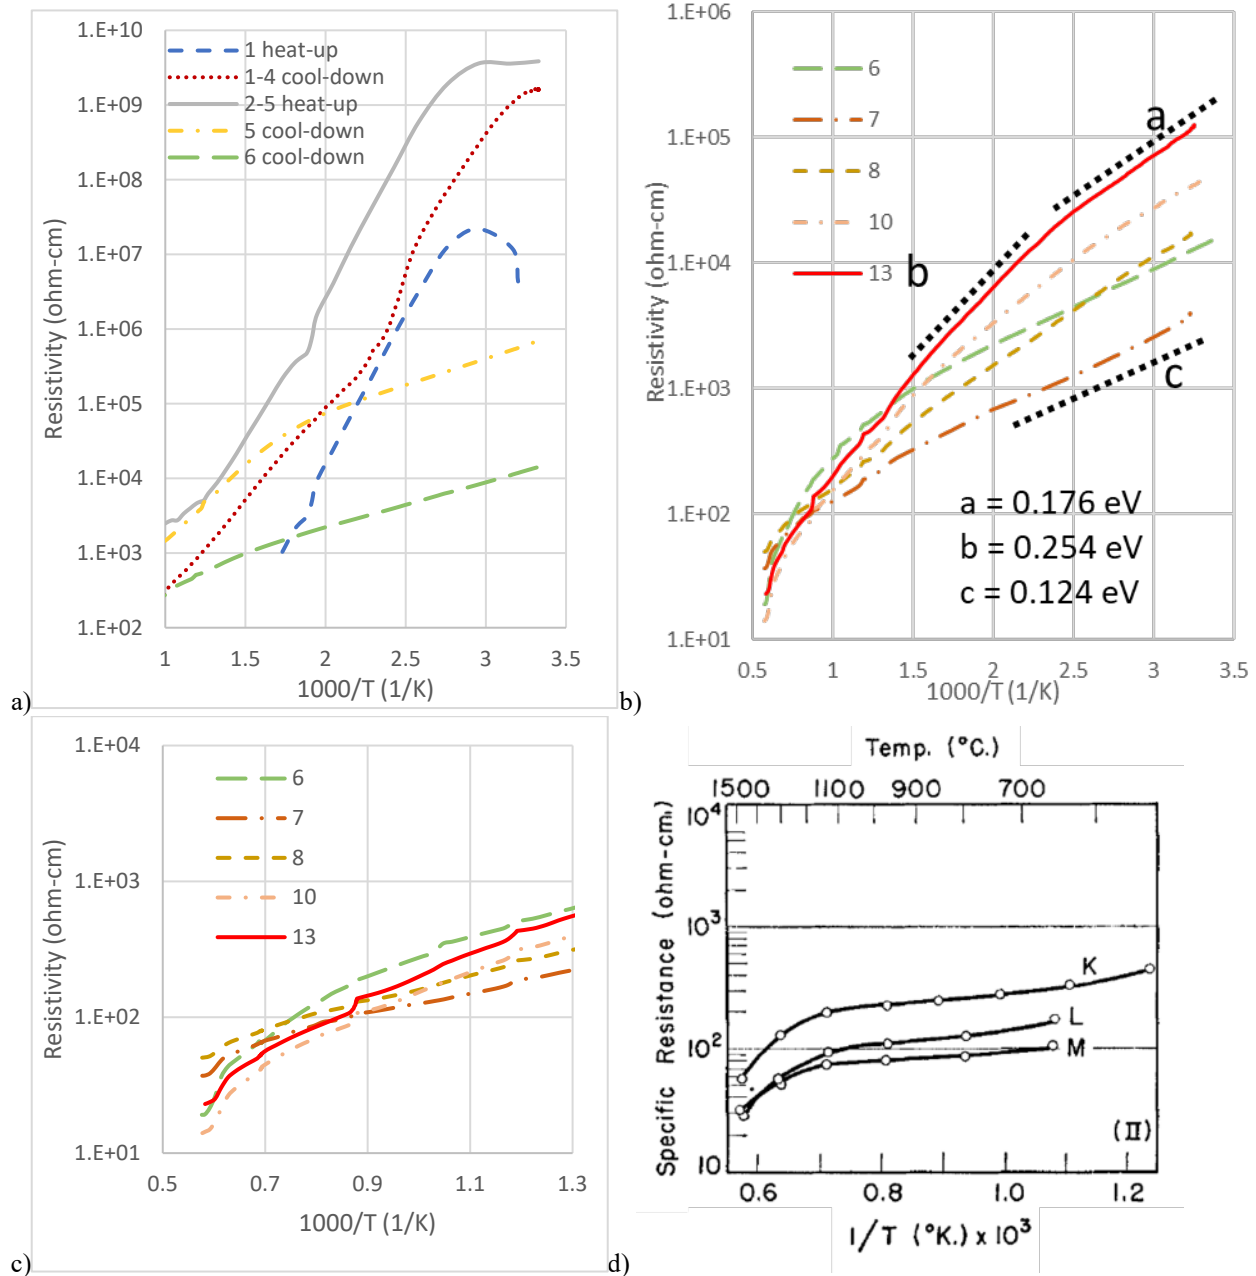 1.E+10
1.E+09
1.E+08
1.E+07
1.E+06
1.E+05
1.E+04
1.E+03
1.E+02
Resistivity (ohm-cm)
1 heat-up
1-4 cool-down
2-5 heat-up
5 cool-down
6 cool-down
1 1.5 2 2.5 3 3.5
1000/T (1/K)
a)
1.E+06
1.E+05
1.E+04
1.E+03
1.E+02
1.E+01
Resistivity (ohm-cm)
6
7
8
10
13
a
b
c
a = 0.176 eV
b = 0.254 eV
c = 0.124 eV
0.5 1 1.5 2 2.5 3 3.5
1000/T (1/K)
b)
1.E+04
1.E+03
1.E+02
1.E+01
Resistivity (ohm-cm)
6
7
8
10
13
0.5 0.7 0.9 1.1 1.3
1000/T (1/K)
c)
Temp. (°C.)
1500 1100 900 700
10⁴
10³
10²
10
Specific Resistance (ohm-cm.)
K
L
M
(II)
0.6 0.8 1.0 1.2
1/T (°K.) x 10³
d)